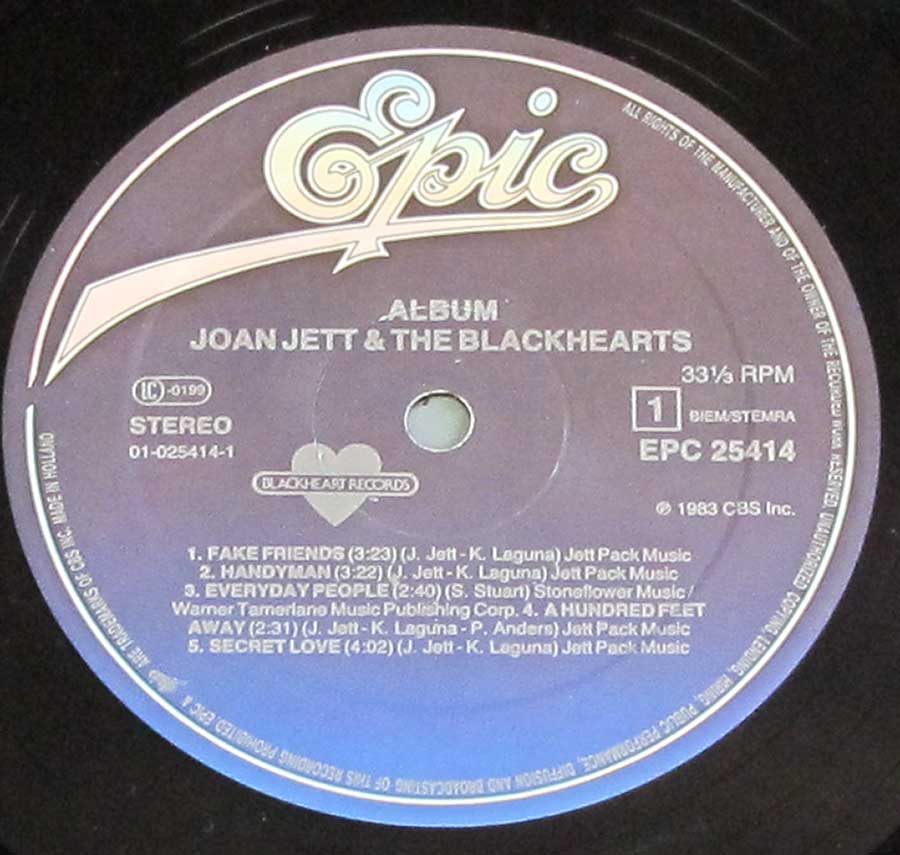 Epic
ALBUM
JOAN JETT & THE BLACKHEARTS
33⅓ RPM
LC-0199
1
BIEM/STEMRA
STEREO
EPC 25414
01-025414-1
BLACKHEART RECORDS
™
℗ 1983 CBS Inc.
1. FAKE FRIENDS (3:23) (J. Jett - K. Laguna) Jett Pack Music
2. HANDYMAN (3:22) (J. Jett - K. Laguna) Jett Pack Music
3. EVERYDAY PEOPLE (2:40) (S. Stuart) Stoneflower Music /
Warner Tamerlane Music Publishing Corp. 4. A HUNDRED FEET
AWAY (2:31) (J. Jett - K. Laguna - P. Anders) Jett Pack Music
5. SECRET LOVE (4:02) (J. Jett - K. Laguna) Jett Pack Music
ALL RIGHTS OF THE MANUFACTURER AND OF THE OWNER OF THE RECORDED WORK RESERVED. UNAUTHORIZED COPYING, LENDING, HIRING, PUBLIC PERFORMANCE, DIFFUSION AND BROADCASTING OF THIS RECORDING PROHIBITED. EPIC & Epic ARE TRADEMARKS OF CBS INC. MADE IN HOLLAND